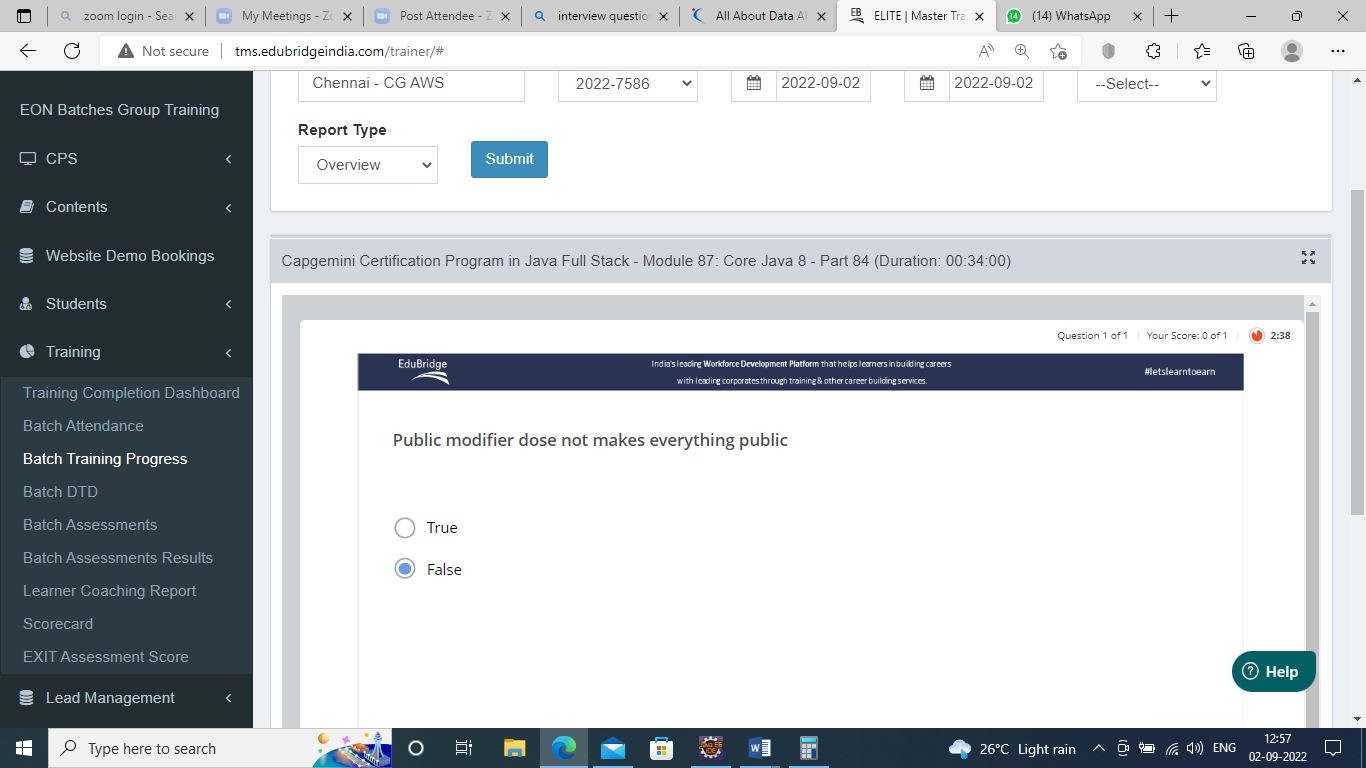 zoom login - Sea
My Meetings - Zo
Post Attendee - Z
interview questio
All About Data Al
ELITE | Master Tra
(14) WhatsApp
Not secure
tms.edubridgeindia.com/trainer/#
EON Batches Group Training
CPS
Contents
Website Demo Bookings
Students
Training
Training Completion Dashboard
Batch Attendance
Batch Training Progress
Batch DTD
Batch Assessments
Batch Assessments Results
Learner Coaching Report
Scorecard
EXIT Assessment Score
Lead Management
Chennai - CG AWS
2022-7586
2022-09-02
2022-09-02
--Select--
Report Type
Overview
Submit
Capgemini Certification Program in Java Full Stack - Module 87: Core Java 8 - Part 84 (Duration: 00:34:00)
Question 1 of 1
Your Score: 0 of 1
2:38
EduBridge
India's leading Workforce Development Platform that helps learners in building careers
with leading corporates through training & other career building services.
#letslearntoearn
Public modifier dose not makes everything public
True
False
Help
Type here to search
26°C Light rain
ENG
12:57
02-09-2022